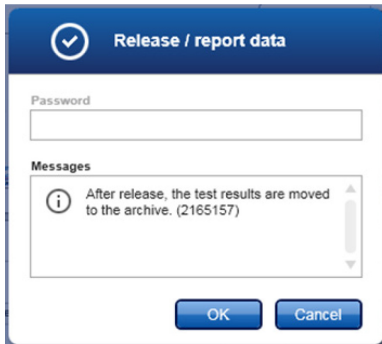 Release / report data
Password
Messages
After release, the test results are moved
to the archive. (2165157)
OK
Cancel